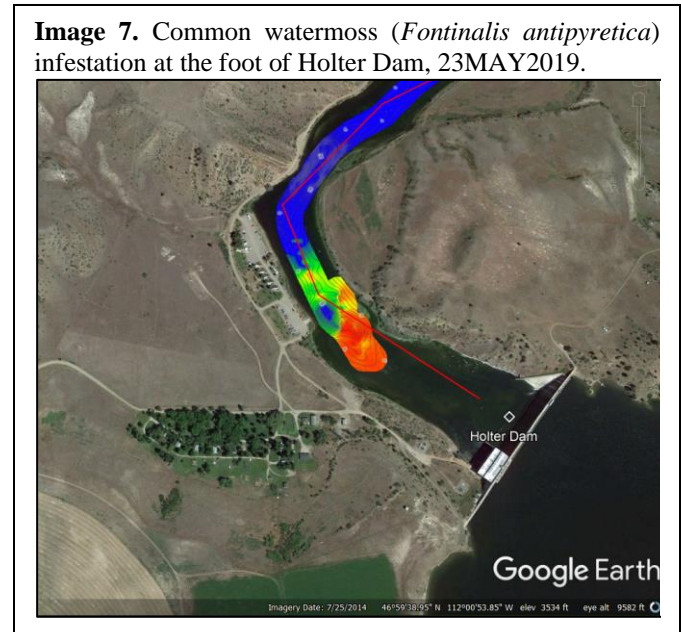 Image 7. Common watermoss (Fontinalis antipyretica)
infestation at the foot of Holter Dam, 23MAY2019.
Holter Dam
Google Earth
Imagery Date: 7/25/2014 46°59'38.95" N 112°00'53.85" W elev 3534 ft eye alt 9582 ft